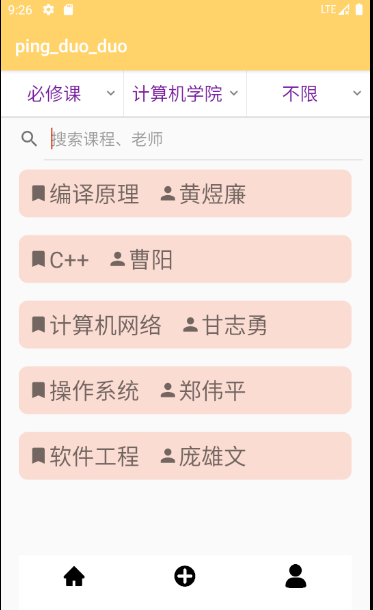 9:26 LTE
ping_duo_duo
必修课 计算机学院 不限
搜索课程、老师
编译原理 黄煜廉
C++ 曹阳
计算机网络 甘志勇
操作系统 郑伟平
软件工程 庞雄文